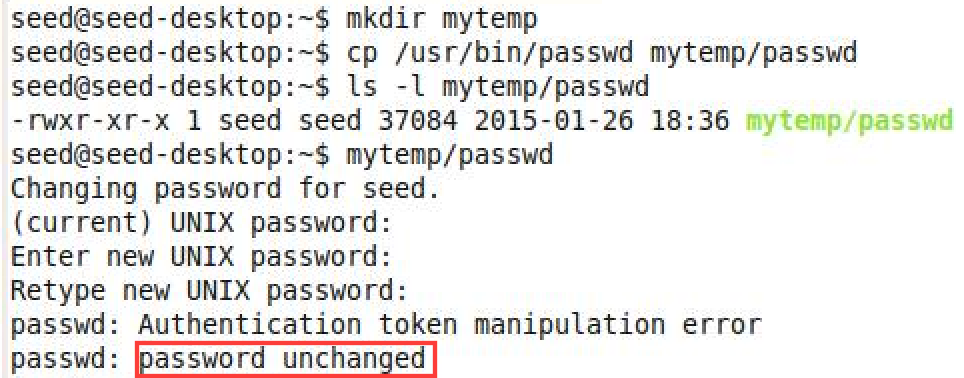 seed@seed-desktop:~$ mkdir mytemp
seed@seed-desktop:~$ cp /usr/bin/passwd mytemp/passwd
seed@seed-desktop:~$ ls -l mytemp/passwd
-rwxr-xr-x 1 seed seed 37084 2015-01-26 18:36 mytemp/passwd
seed@seed-desktop:~$ mytemp/passwd
Changing password for seed.
(current) UNIX password:
Enter new UNIX password:
Retype new UNIX password:
passwd: Authentication token manipulation error
passwd: password unchanged